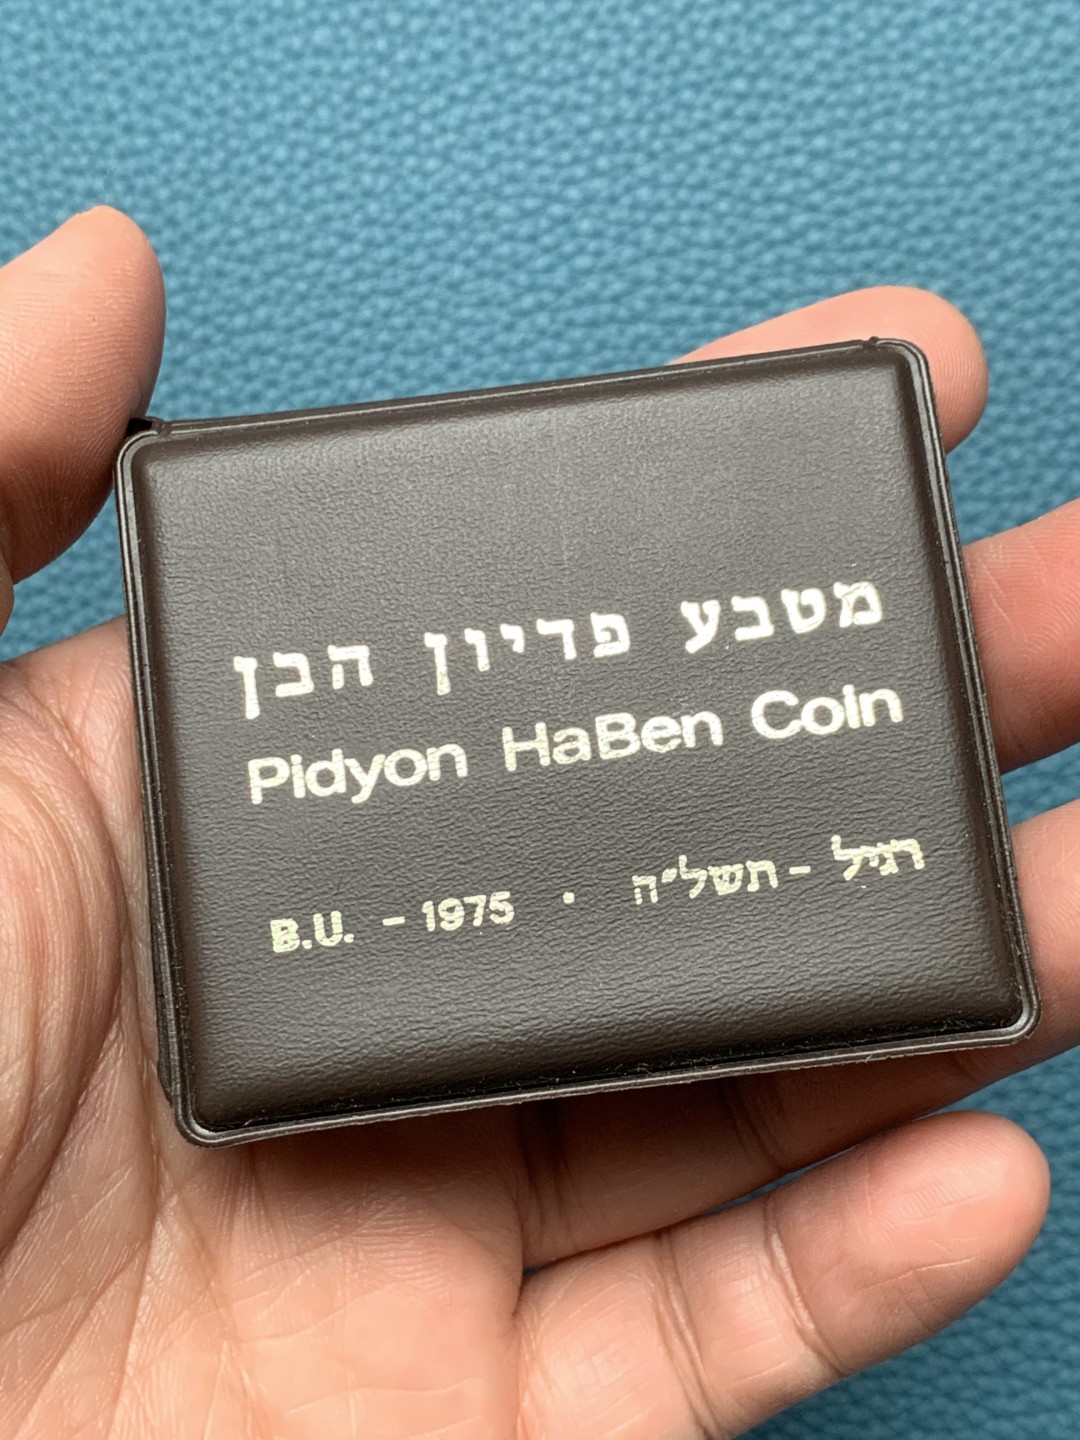 מטבע פדיון הבן
Pidyon HaBen Coin
B.U. - 1975 • רגיל - תשל״ה